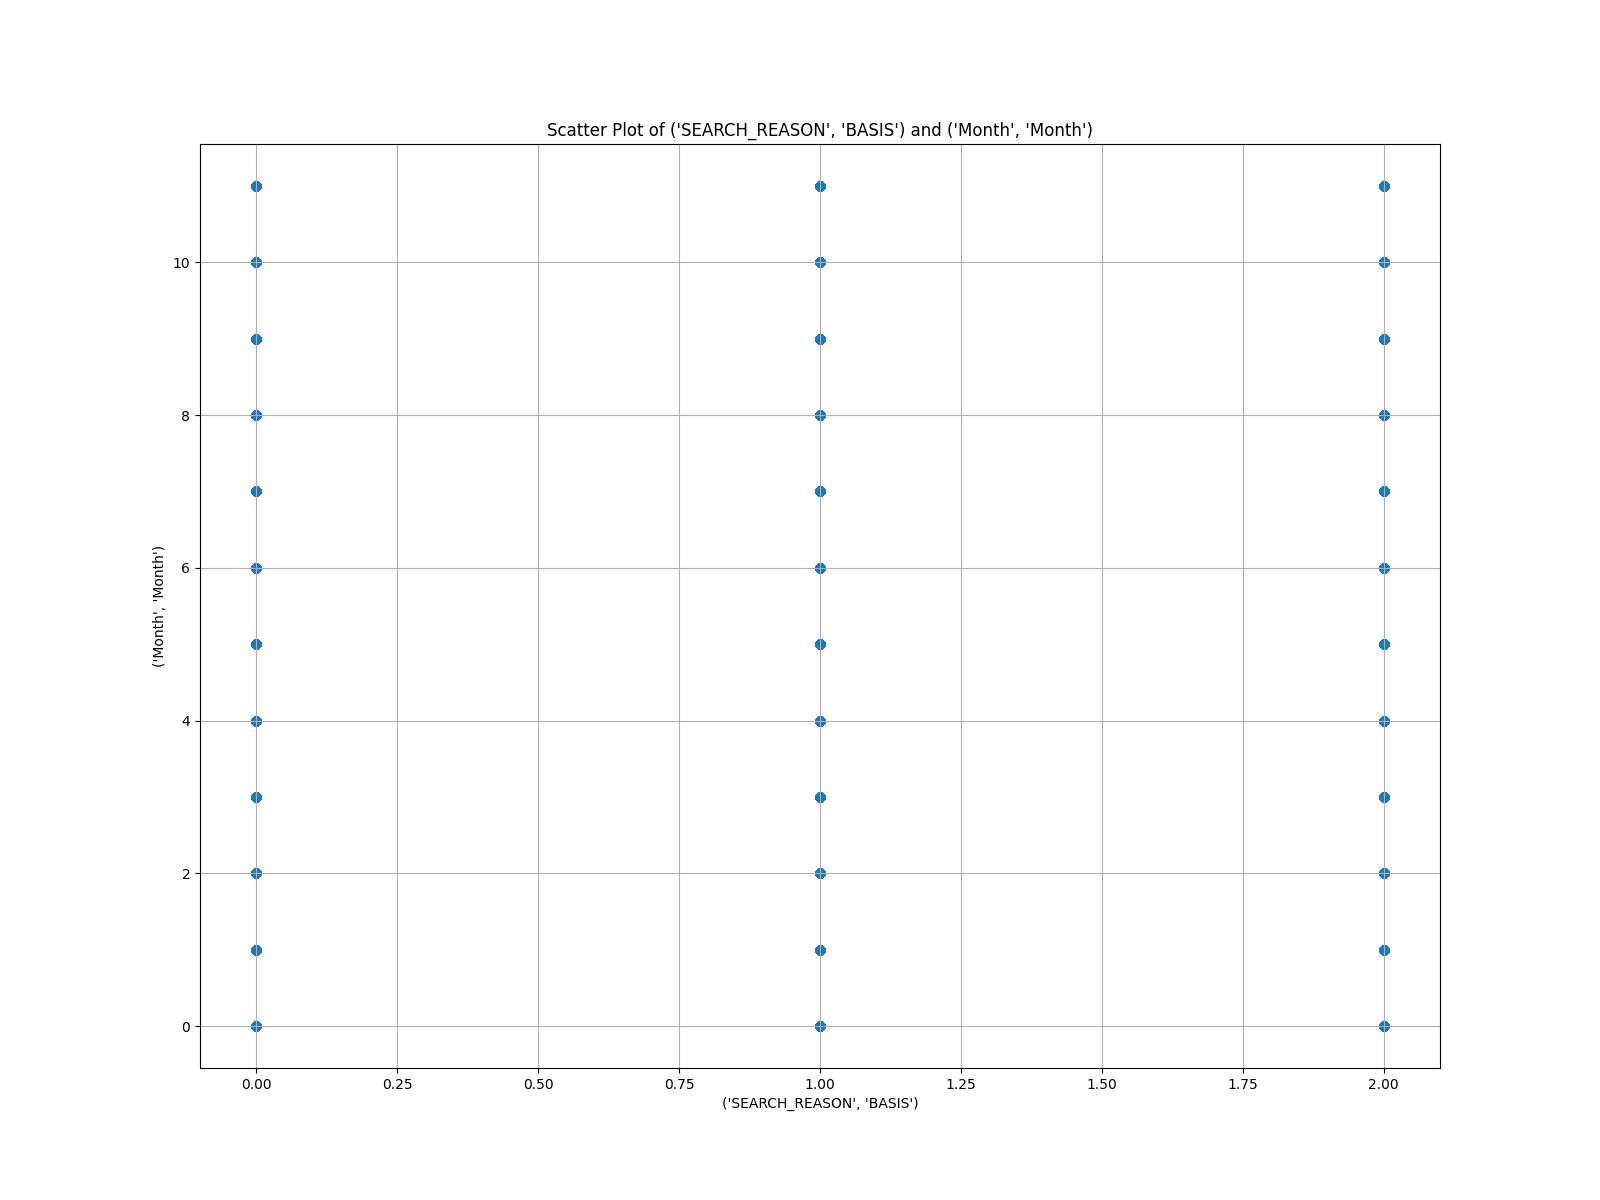 Scatter Plot of ('SEARCH_REASON', 'BASIS') and ('Month', 'Month')
10
8
6
4
2
0
('Month', 'Month')
0.00 0.25 0.50 0.75 1.00 1.25 1.50 1.75 2.00
('SEARCH_REASON', 'BASIS')